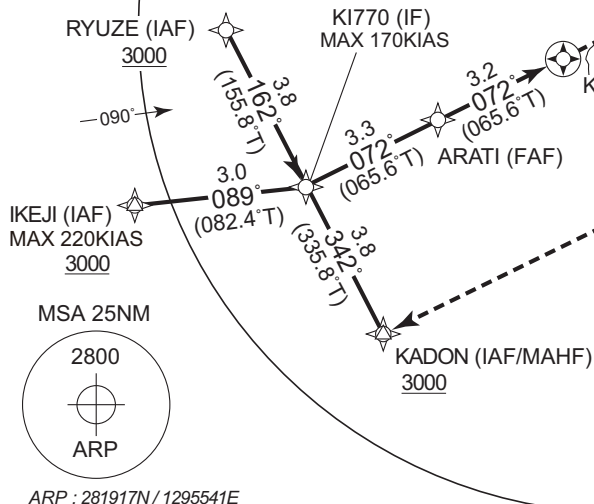 RYUZE (IAF)
3000
KI770 (IF)
MAX 170KIAS
3.8
162°
(155.8°T)
090°
3.2
072°
(065.6°T)
3.3
072°
(065.6°T)
ARATI (FAF)
3.0
089°
(082.4°T)
IKEJI (IAF)
MAX 220KIAS
3000
3.8
342°
(335.8°T)
KADON (IAF/MAHF)
3000
MSA 25NM
2800
ARP
ARP : 281917N / 1295541E